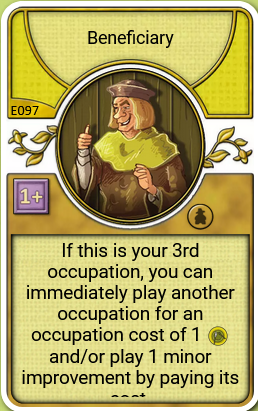 Beneficiary
E097
1+
If this is your 3rd
occupation, you can
immediately play another
occupation for an
occupation cost of 1
and/or play 1 minor
improvement by paying its